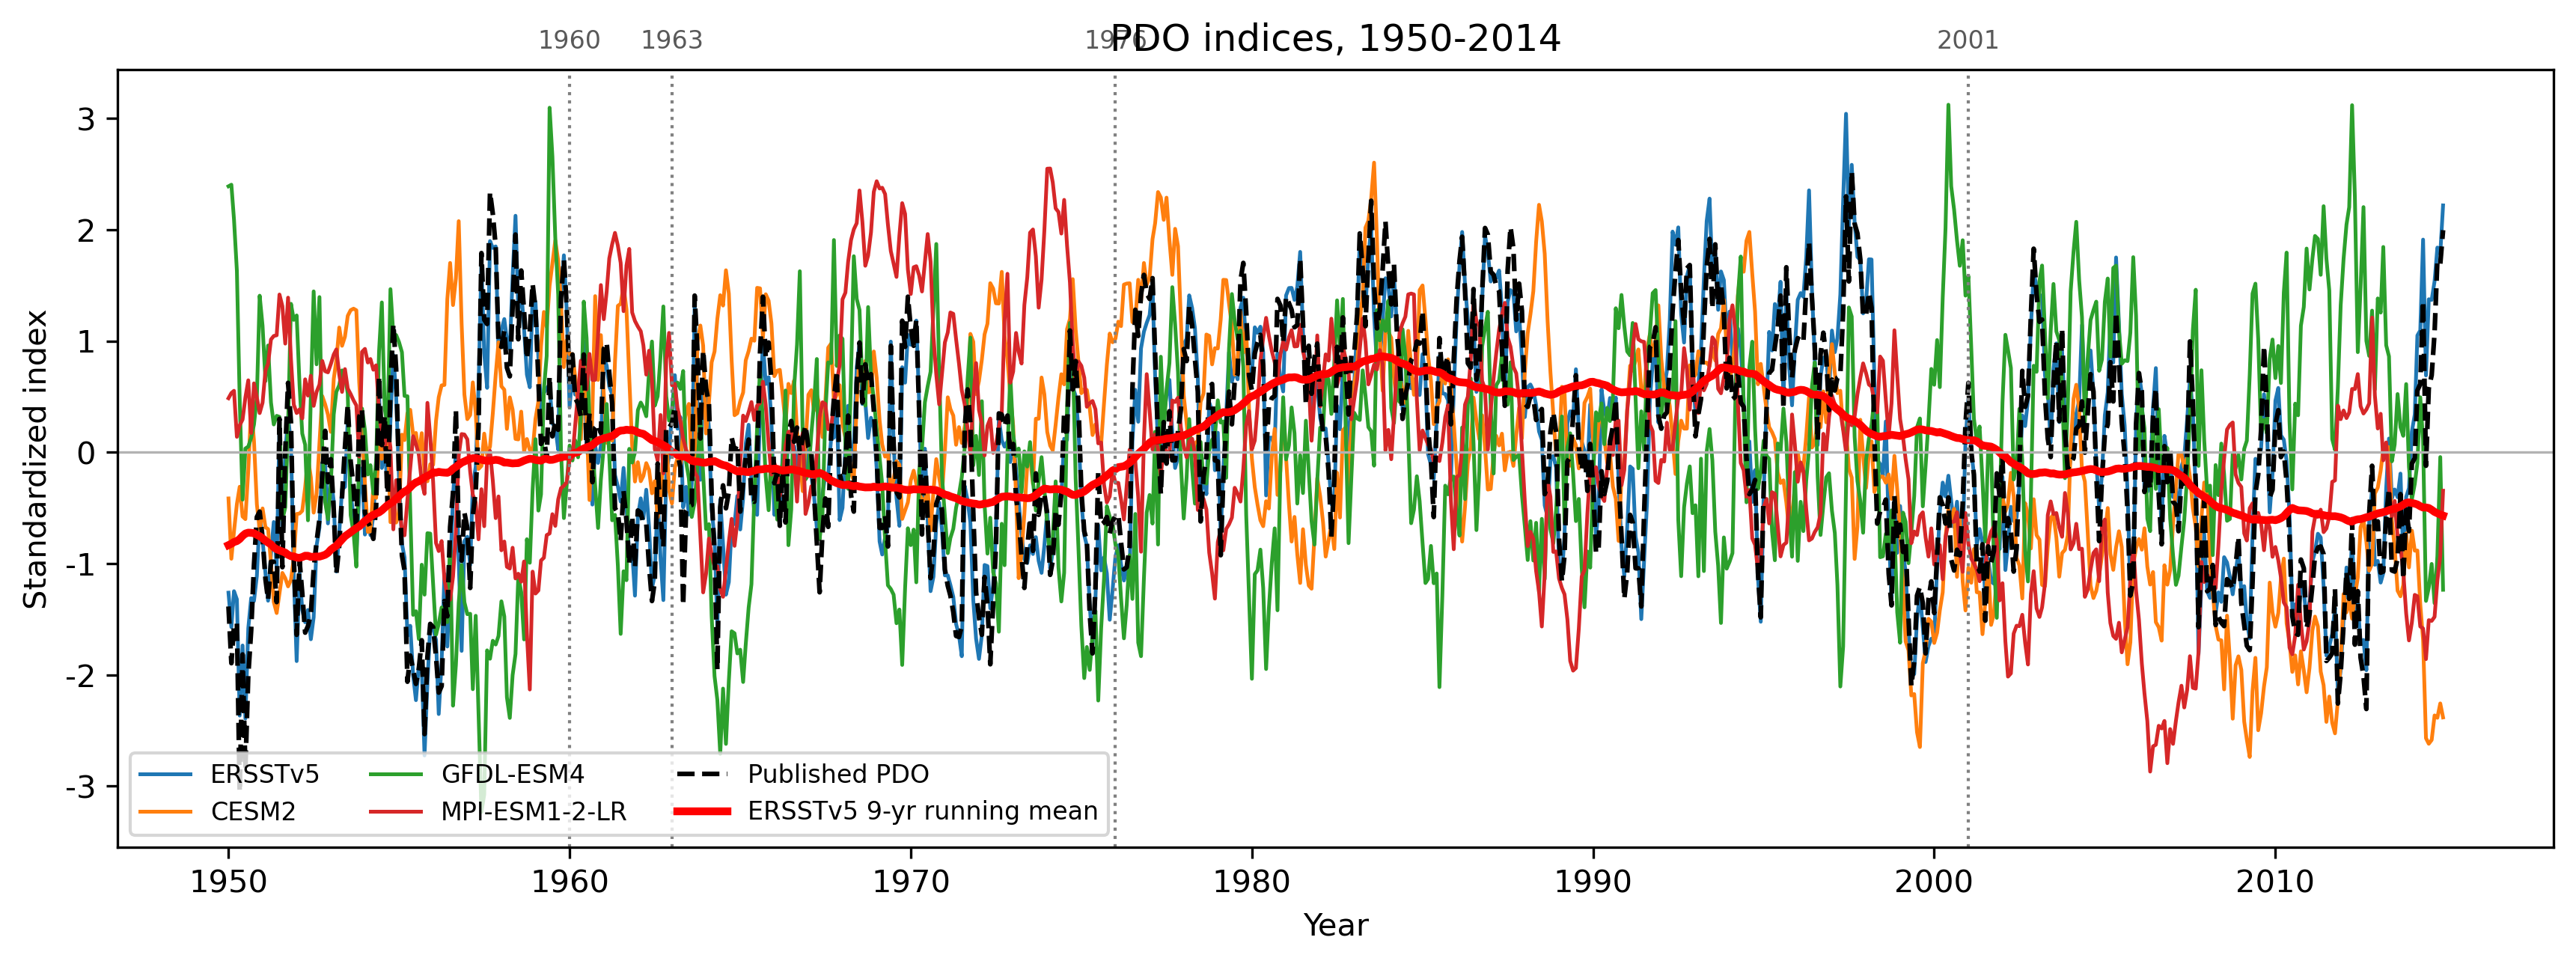 PDO indices, 1950-2014
1960
1963
1976
2001
Standardized index
3
2
1
0
-1
-2
-3
ERSSTv5
CESM2
GFDL-ESM4
MPI-ESM1-2-LR
Published PDO
ERSSTv5 9-yr running mean
1950
1960
1970
1980
1990
2000
2010
Year